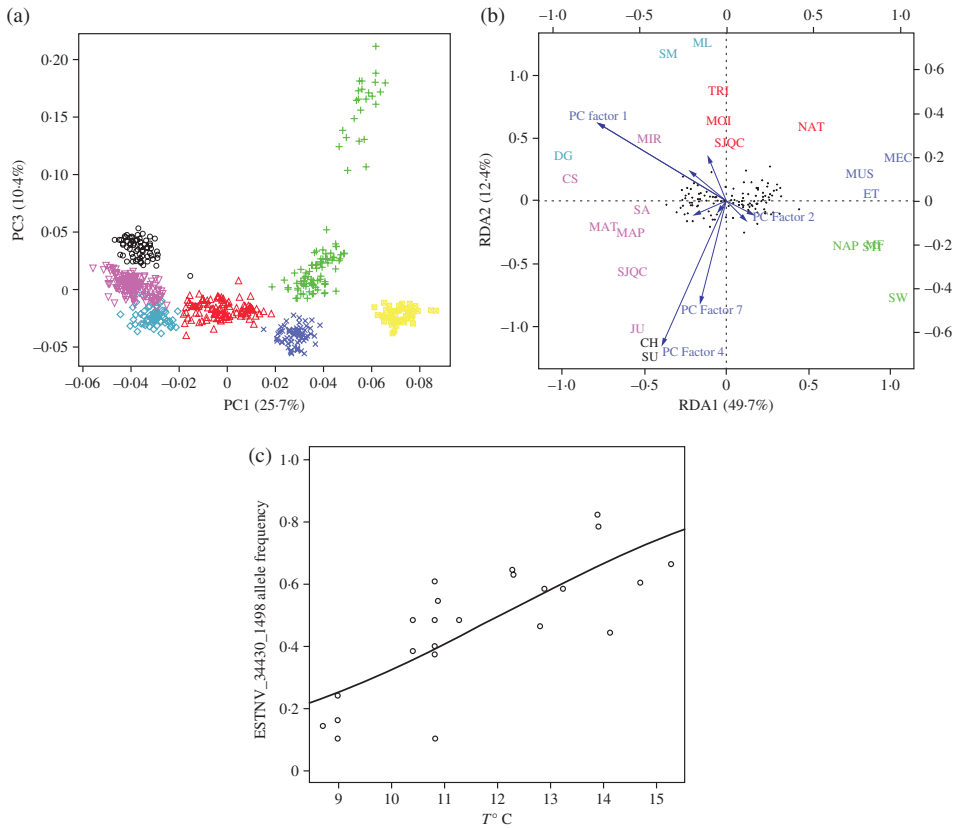 (a)
0·20
0·15
0·10
0·05
0
−0·05
PC3 (10·4%)
−0·06 −0·04 −0·02 0 0·02 0·04 0·06 0·08
PC1 (25·7%)
(b)
−1·0 −0·5 0 0·5 1·0
1·0
0·5
0
−0·5
−1·0
RDA2 (12·4%)
0·6
0·4
0·2
0
−0·2
−0·4
−0·6
ML
SM
TRI
PC factor 1
MOI
NAT
MIR
SJQC
DG
MEC
CS
MUS
ET
SA
PC Factor 2
MAT
MAP
NAP
MF
SJQC
SW
PC Factor 7
JU
CH
PC Factor 4
SU
−1·0 −0·5 0 0·5 1·0
RDA1 (49·7%)
(c)
1·0
0·8
0·6
0·4
0·2
0
ESTNV_34430_1498 allele frequency
9 10 11 12 13 14 15
T° C